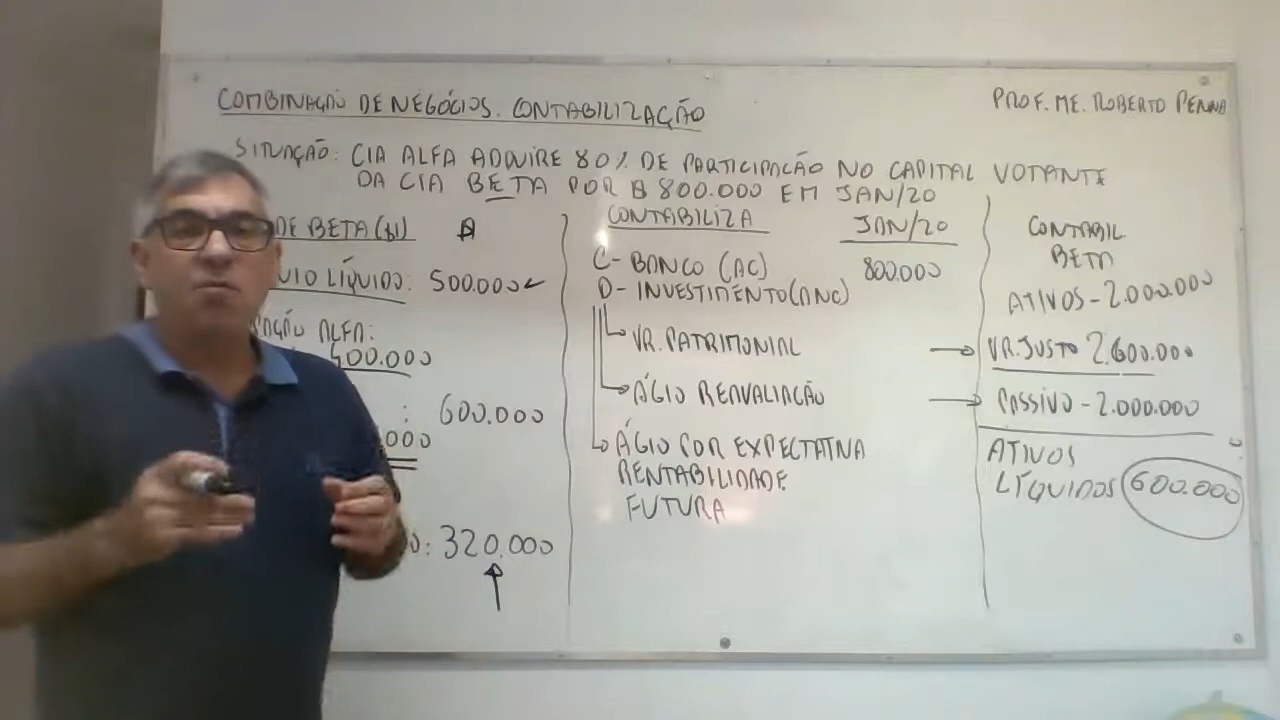 COMBINAÇÃO DE NEGÓCIOS. CONTABILIZAÇÃO
PROF. ME. ROBERTO PENNA
SITUAÇÃO: CIA ALFA ADQUIRE 80% DE PARTICIPAÇÃO NO CAPITAL VOTANTE
DA CIA BETA POR $ 800.000 EM JAN/20
DE BETA (b1)
LÍQUIDO: 500.000
ALFA:
400.000
: 600.000
.000
: 320.000
CONTABILIZA JAN/20
C- BANCO (AC) 800.000
D- INVESTIMENTO (ANC)
VR. PATRIMONIAL
ÁGIO REAVALIAÇÃO
ÁGIO POR EXPECTATIVA
RENTABILIDADE
FUTURA
CONTABIL
BETA
ATIVOS - 2.000.000
VR. JUSTO 2.600.000
PASSIVO - 2.000.000
ATIVOS
LÍQUIDOS 600.000